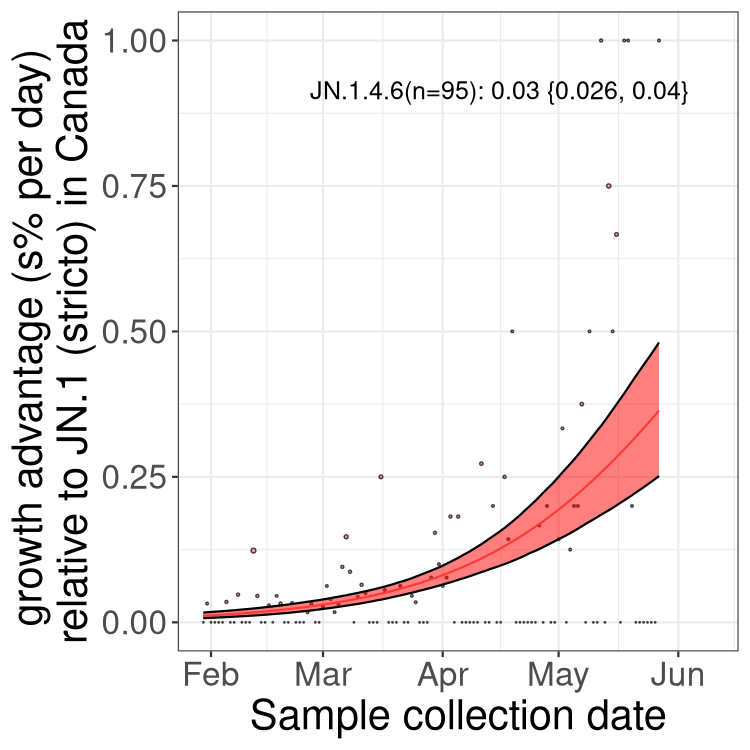 growth advantage (s% per day)
relative to JN.1 (stricto) in Canada
1.00
0.75
0.50
0.25
0.00
JN.1.4.6(n=95): 0.03 {0.026, 0.04}
Feb Mar Apr May Jun
Sample collection date